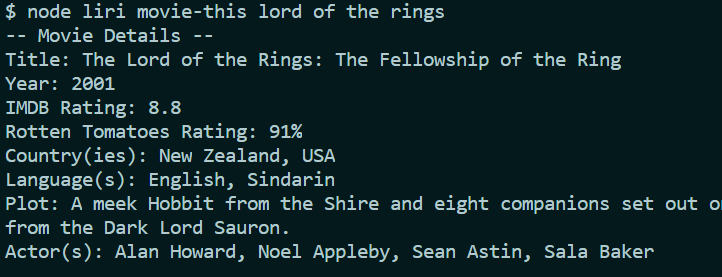 $ node liri movie-this lord of the rings
-- Movie Details --
Title: The Lord of the Rings: The Fellowship of the Ring
Year: 2001
IMDB Rating: 8.8
Rotten Tomatoes Rating: 91%
Country(ies): New Zealand, USA
Language(s): English, Sindarin
Plot: A meek Hobbit from the Shire and eight companions set out
from the Dark Lord Sauron.
Actor(s): Alan Howard, Noel Appleby, Sean Astin, Sala Baker